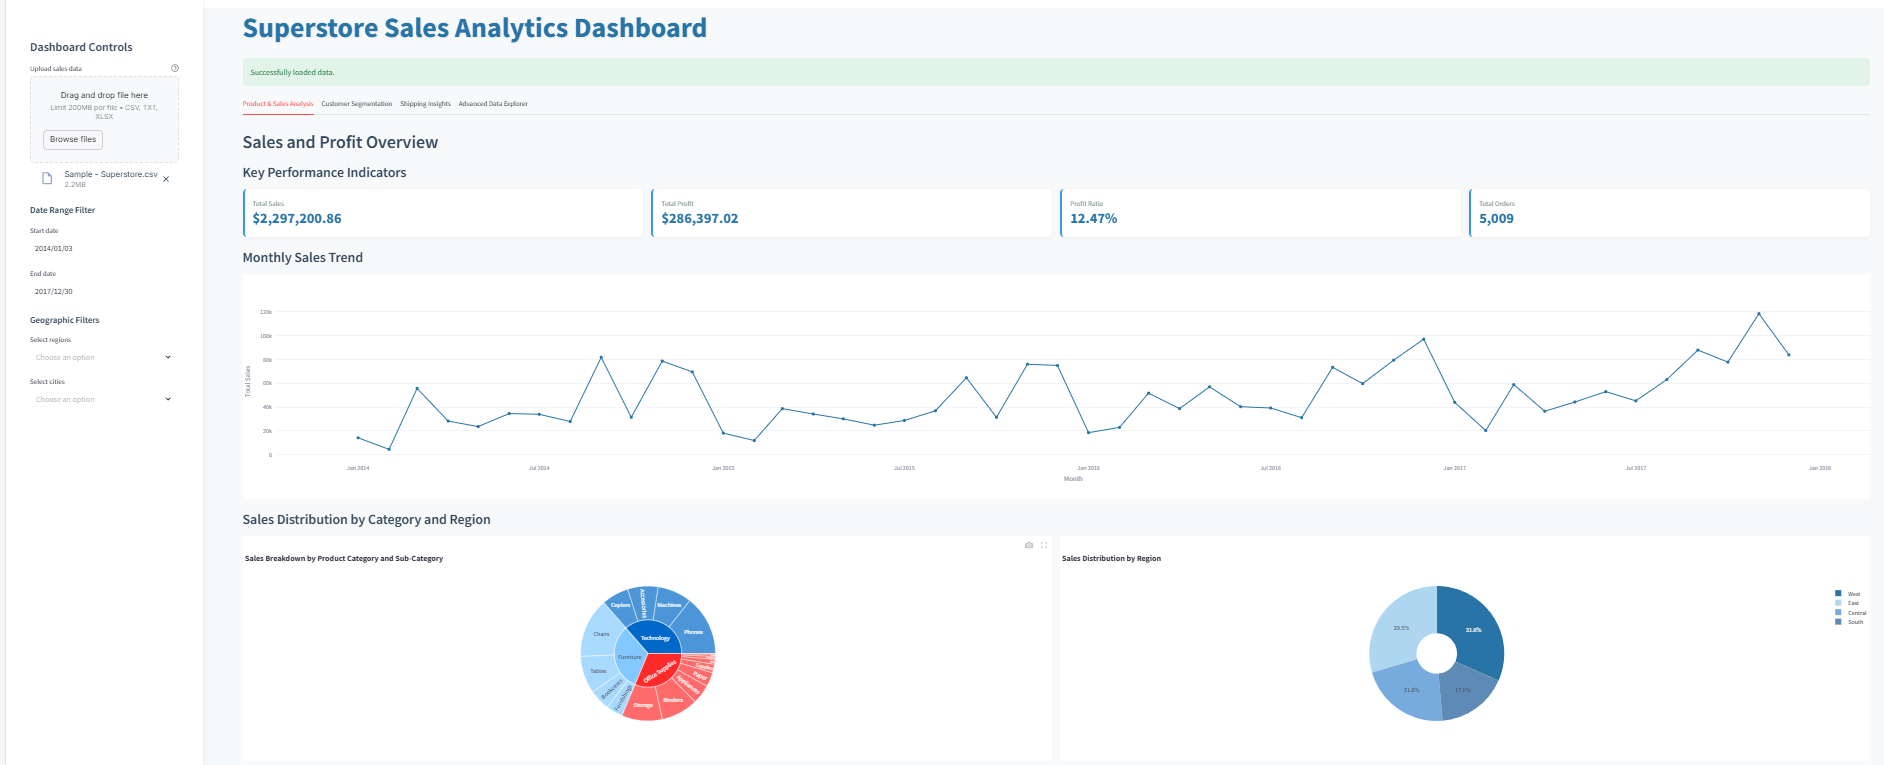 Superstore Sales Analytics Dashboard
Dashboard Controls
Upload sales data
Drag and drop file here
Limit 200MB per file • CSV, TXT,
XLSX
Browse files
Sample - Superstore.csv
2.2MB
Date Range Filter
Start date
2014/01/03
End date
2017/12/30
Geographic Filters
Select regions
Choose an option
Select cities
Choose an option
Successfully loaded data.
Product & Sales Analysis Customer Segmentation Shipping Insights Advanced Data Explorer
Sales and Profit Overview
Key Performance Indicators
Total Sales
$2,297,200.86
Total Profit
$286,397.02
Profit Ratio
12.47%
Total Orders
5,009
Monthly Sales Trend
120k
100k
80k
60k
40k
20k
0
Total Sales
Jan 2014 Jul 2014 Jan 2015 Jul 2015 Jan 2016 Jul 2016 Jan 2017 Jul 2017 Jan 2018
Month
Sales Distribution by Category and Region
Sales Breakdown by Product Category and Sub-Category
Copiers
Accessories
Machines
Phones
Technology
Chairs
Furniture
Tables
Bookcases
Furnishings
Office Supplies
Storage
Binders
Appliances
Paper
Supplies
Sales Distribution by Region
29.5%
31.6%
21.8%
West
East
Central
South